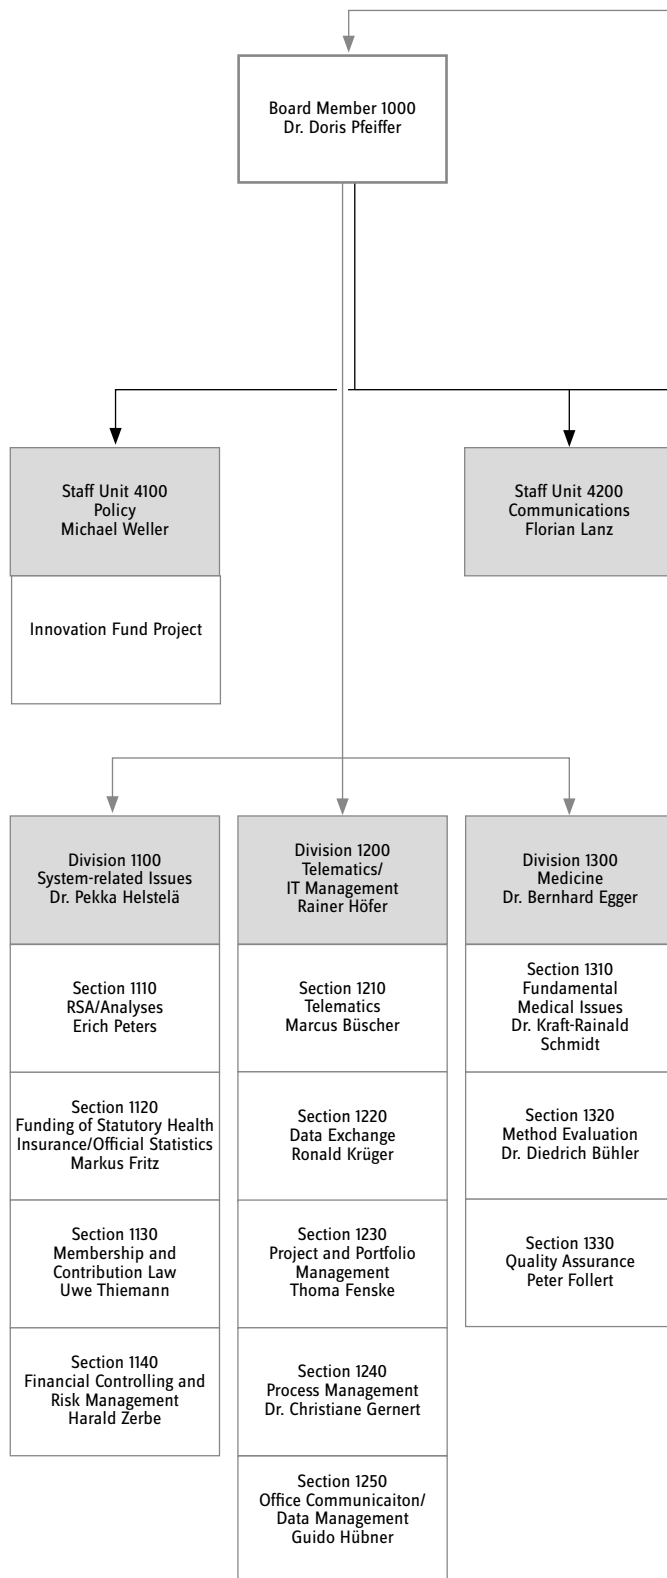 Board Member 1000
Dr. Doris Pfeiffer
Staff Unit 4100
Policy
Michael Weller
Innovation Fund Project
Staff Unit 4200
Communications
Florian Lanz
Division 1100
System-related Issues
Dr. Pekka Helstelä
Section 1110
RSA/Analyses
Erich Peters
Section 1120
Funding of Statutory Health
Insurance/Official Statistics
Markus Fritz
Section 1130
Membership and
Contribution Law
Uwe Thiemann
Section 1140
Financial Controlling and
Risk Management
Harald Zerbe
Division 1200
Telematics/
IT Management
Rainer Höfer
Section 1210
Telematics
Marcus Büscher
Section 1220
Data Exchange
Ronald Krüger
Section 1230
Project and Portfolio
Management
Thoma Fenske
Section 1240
Process Management
Dr. Christiane Gernert
Section 1250
Office Communicaiton/
Data Management
Guido Hübner
Division 1300
Medicine
Dr. Bernhard Egger
Section 1310
Fundamental
Medical Issues
Dr. Kraft-Rainald
Schmidt
Section 1320
Method Evaluation
Dr. Diedrich Bühler
Section 1330
Quality Assurance
Peter Follert